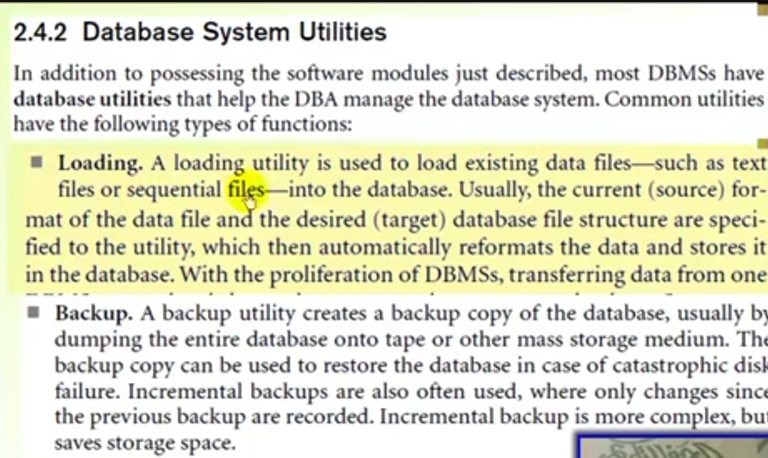 2.4.2 Database System Utilities
In addition to possessing the software modules just described, most DBMSs have
database utilities that help the DBA manage the database system. Common utilities
have the following types of functions:
■ Loading. A loading utility is used to load existing data files—such as text
files or sequential files—into the database. Usually, the current (source) for-
mat of the data file and the desired (target) database file structure are speci-
fied to the utility, which then automatically reformats the data and stores it
in the database. With the proliferation of DBMSs, transferring data from one
■ Backup. A backup utility creates a backup copy of the database, usually by
dumping the entire database onto tape or other mass storage medium. The
backup copy can be used to restore the database in case of catastrophic disk
failure. Incremental backups are also often used, where only changes since
the previous backup are recorded. Incremental backup is more complex, but
saves storage space.